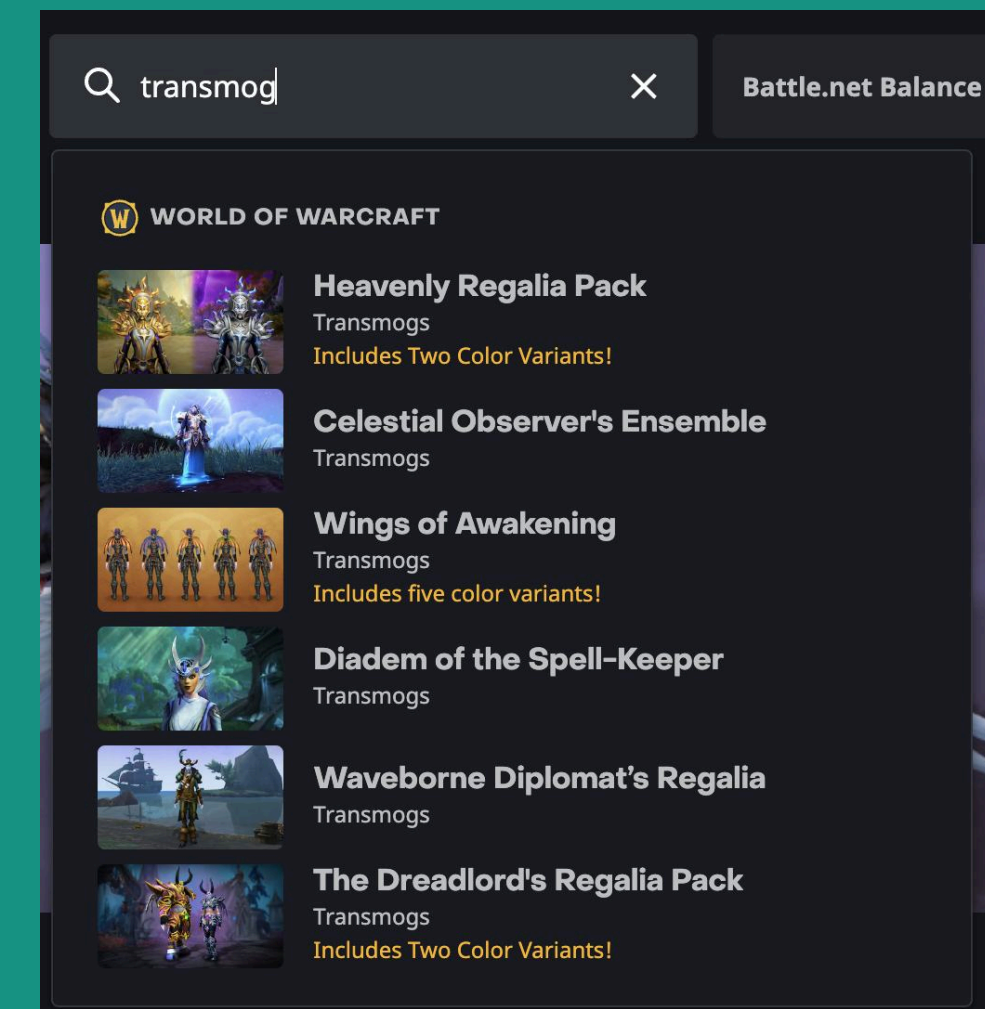 transmog
Battle.net Balance
WORLD OF WARCRAFT
Heavenly Regalia Pack
Transmogs
Includes Two Color Variants!
Celestial Observer's Ensemble
Transmogs
Wings of Awakening
Transmogs
Includes five color variants!
Diadem of the Spell-Keeper
Transmogs
Waveborne Diplomat’s Regalia
Transmogs
The Dreadlord's Regalia Pack
Transmogs
Includes Two Color Variants!